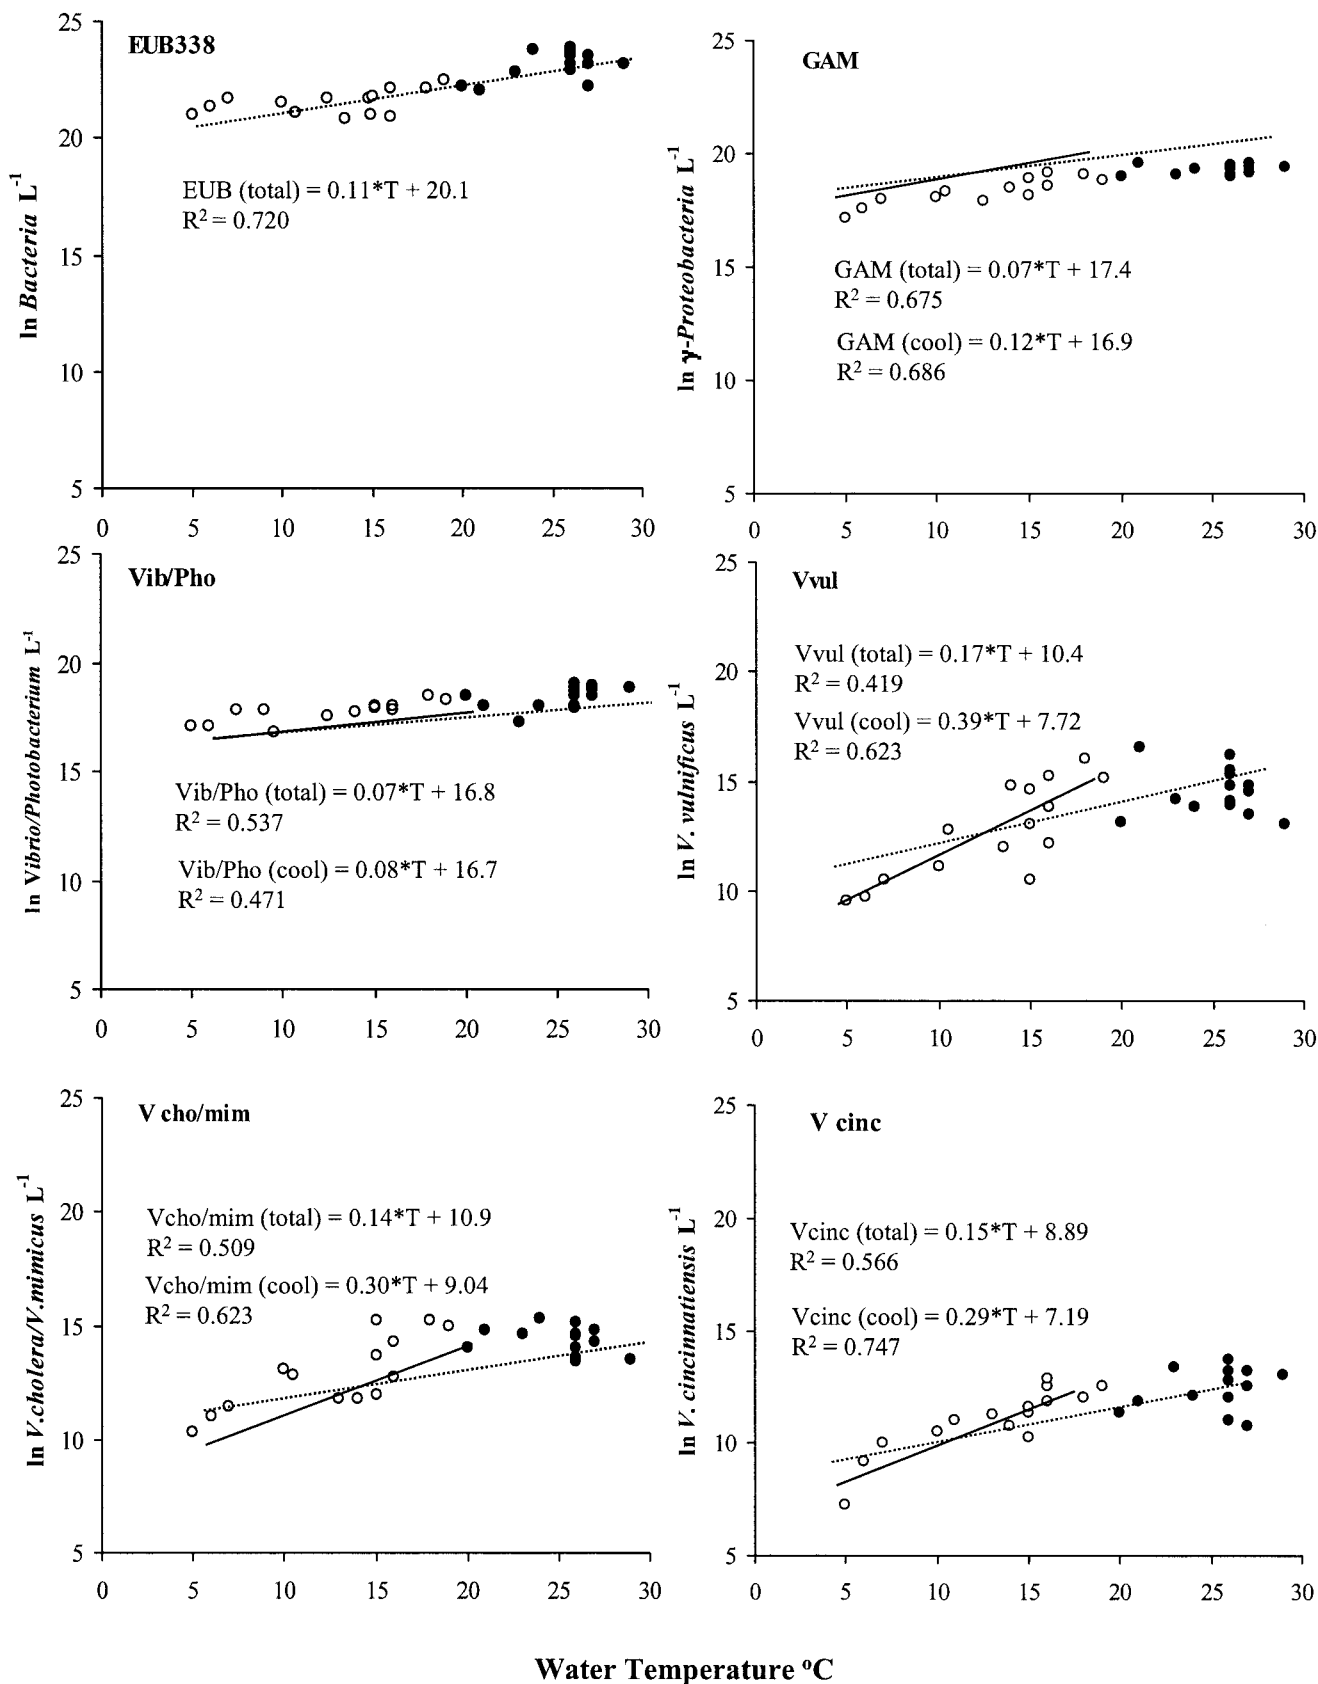 EUB338
ln Bacteria L⁻¹
25
20
15
10
5
EUB (total) = 0.11*T + 20.1
R² = 0.720
0 5 10 15 20 25 30
GAM
ln γ-Proteobacteria L⁻¹
25
20
15
10
5
GAM (total) = 0.07*T + 17.4
R² = 0.675
GAM (cool) = 0.12*T + 16.9
R² = 0.686
0 5 10 15 20 25 30
Vib/Pho
ln Vibrio/Photobacterium L⁻¹
25
20
15
10
5
Vib/Pho (total) = 0.07*T + 16.8
R² = 0.537
Vib/Pho (cool) = 0.08*T + 16.7
R² = 0.471
0 5 10 15 20 25 30
Vvul
ln V. vulnificus L⁻¹
25
20
15
10
5
Vvul (total) = 0.17*T + 10.4
R² = 0.419
Vvul (cool) = 0.39*T + 7.72
R² = 0.623
0 5 10 15 20 25 30
V cho/mim
ln V.cholera/V.mimicus L⁻¹
25
20
15
10
5
Vcho/mim (total) = 0.14*T + 10.9
R² = 0.509
Vcho/mim (cool) = 0.30*T + 9.04
R² = 0.623
0 5 10 15 20 25 30
V cinc
ln V. cincinnatiensis L⁻¹
25
20
15
10
5
Vcinc (total) = 0.15*T + 8.89
R² = 0.566
Vcinc (cool) = 0.29*T + 7.19
R² = 0.747
0 5 10 15 20 25 30
Water Temperature ºC